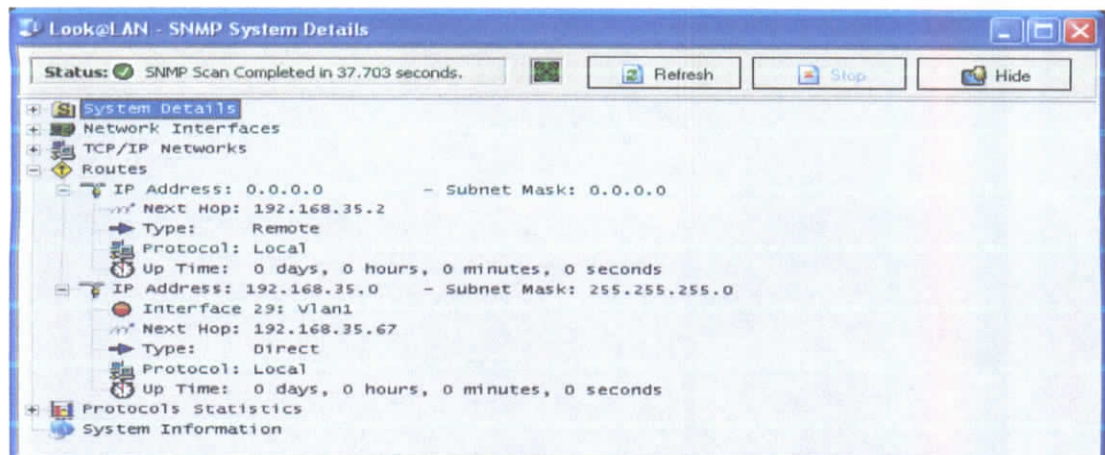 Look@LAN - SNMP System Details
Status: SNMP Scan Completed in 37.703 seconds. Refresh Stop Hide
System Details
Network Interfaces
TCP/IP Networks
Routes
IP Address: 0.0.0.0 - Subnet Mask: 0.0.0.0
Next Hop: 192.168.35.2
Type: Remote
Protocol: Local
Up Time: 0 days, 0 hours, 0 minutes, 0 seconds
IP Address: 192.168.35.0 - Subnet Mask: 255.255.255.0
Interface 29: Vlan1
Next Hop: 192.168.35.67
Type: Direct
Protocol: Local
Up Time: 0 days, 0 hours, 0 minutes, 0 seconds
Protocols Statistics
System Information